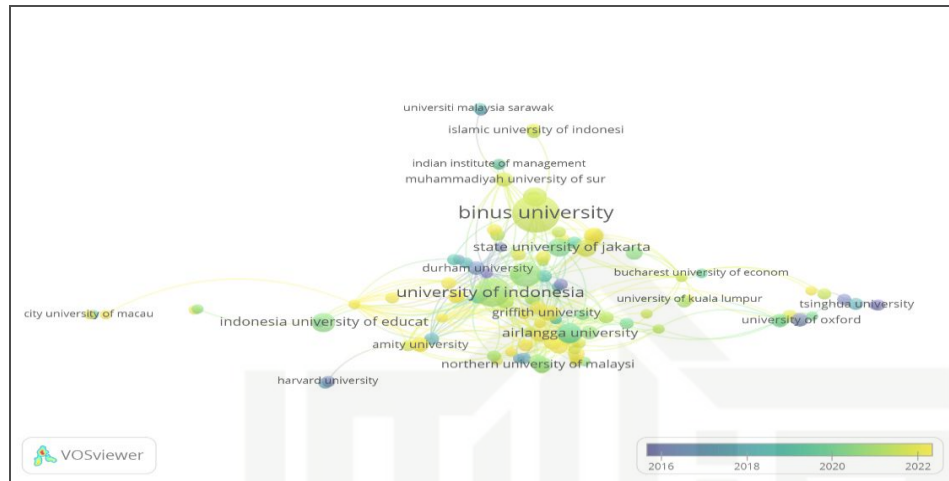 universiti malaysia sarawak
islamic university of indonesi
indian institute of management
muhammadiyah university of sur
binus university
state university of jakarta
durham university
bucharest university of econom
university of indonesia
university of kuala lumpur
tsinghua university
griffith university
city university of macau
indonesia university of educat
university of oxford
airlangga university
amity university
northern university of malaysi
harvard university
VOSviewer
2016 2018 2020 2022